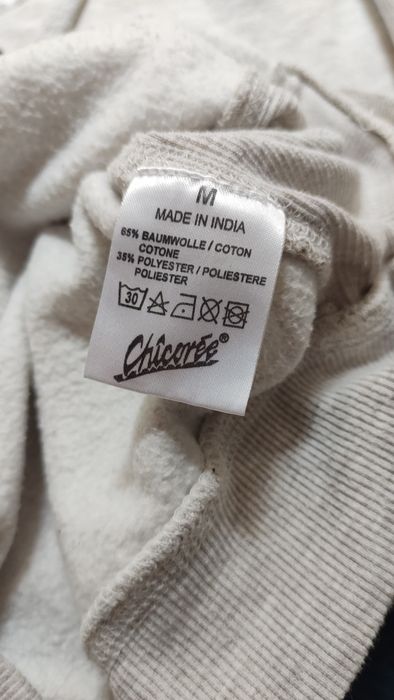 M
MADE IN INDIA
65% BAUMWOLLE / COTON
COTONE
35% POLYESTER / POLIESTERE
POLIESTER
30
Chicorée®